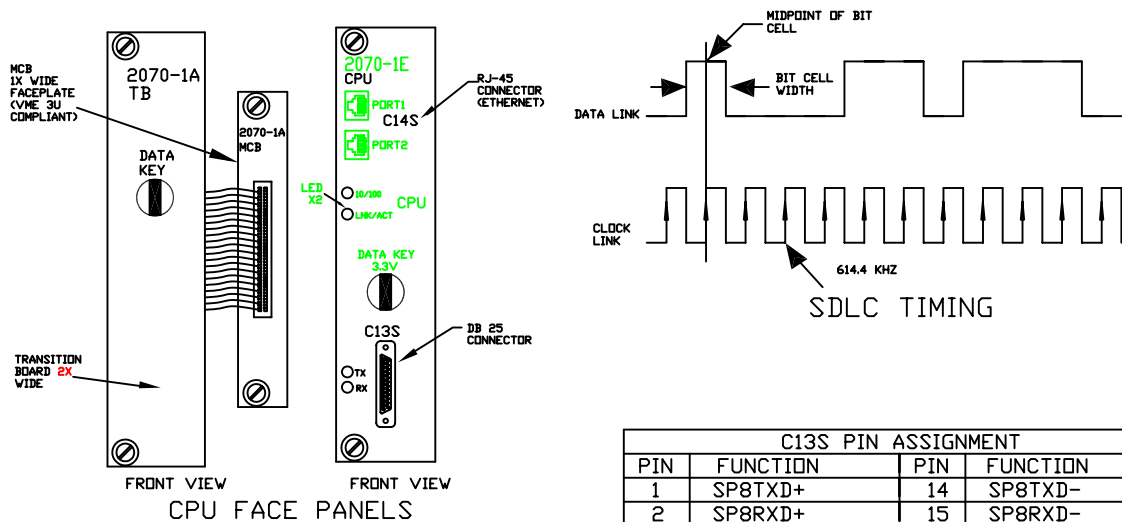 MCB
1X WIDE
FACEPLATE
(VME 3U
COMPLIANT)
2070-1A
TB
DATA
KEY
TRANSITION
BOARD 2X
WIDE
FRONT VIEW
2070-1A
MCB
2070-1E
CPU
PORT1
C14S
PORT2
RJ-45
CONNECTOR
(ETHERNET)
LED
X2
10/100
LNK/ACT
CPU
DATA KEY
3.3V
C13S
DB 25
CONNECTOR
TX
RX
FRONT VIEW
CPU FACE PANELS
MIDPOINT OF BIT
CELL
BIT CELL
WIDTH
DATA LINK
CLOCK
LINK
614.4 KHZ
SDLC TIMING
C13S PIN ASSIGNMENT
PIN FUNCTION PIN FUNCTION
1 SP8TXD+ 14 SP8TXD-
2 SP8RXD+ 15 SP8RXD-